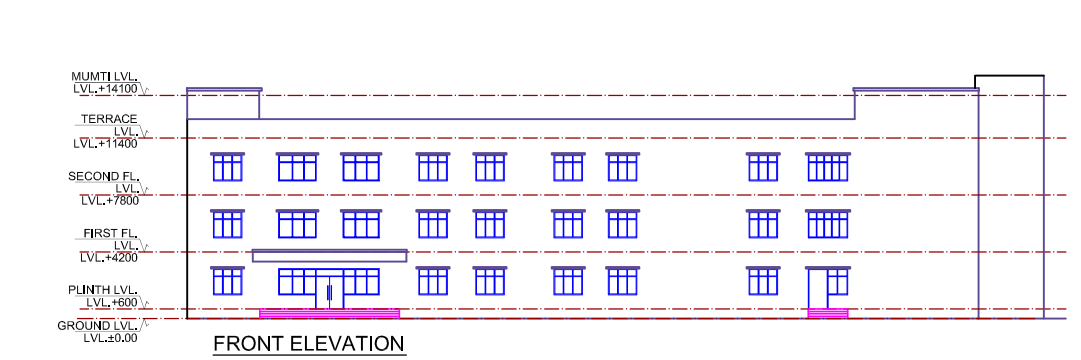 MUMTI LVL.
LVL.+14100
TERRACE
LVL.
LVL.+11400
SECOND FL.
LVL.
LVL.+7800
FIRST FL.
LVL.
LVL.+4200
PLINTH LVL.
LVL.+600
GROUND LVL.
LVL.±0.00
FRONT ELEVATION